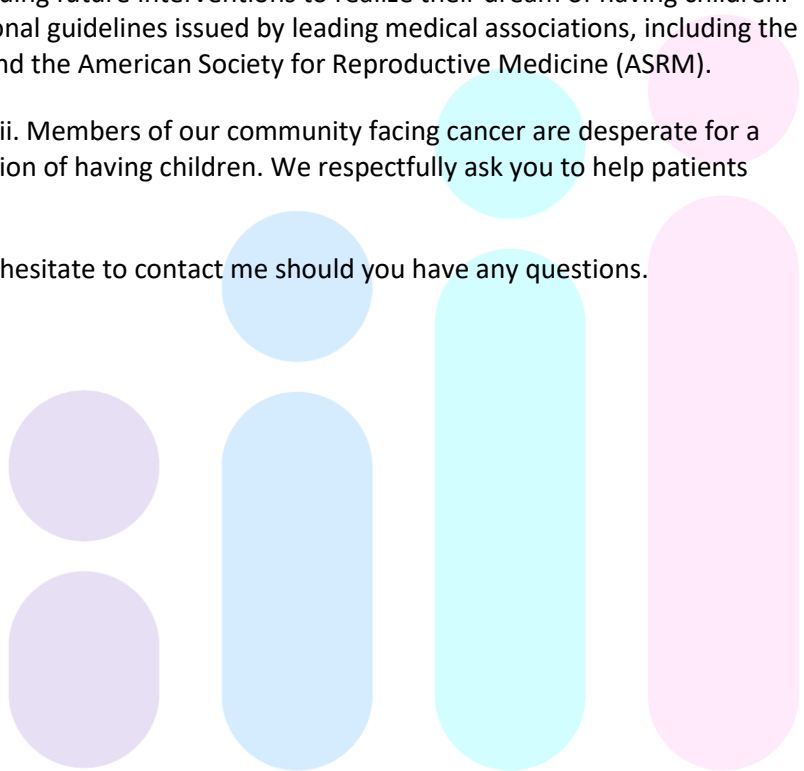 future interventions to realize their dream of having children.
onal guidelines issued by leading medical associations, including the
nd the American Society for Reproductive Medicine (ASRM).
ii. Members of our community facing cancer are desperate for a
ion of having children. We respectfully ask you to help patients
hesitate to contact me should you have any questions.